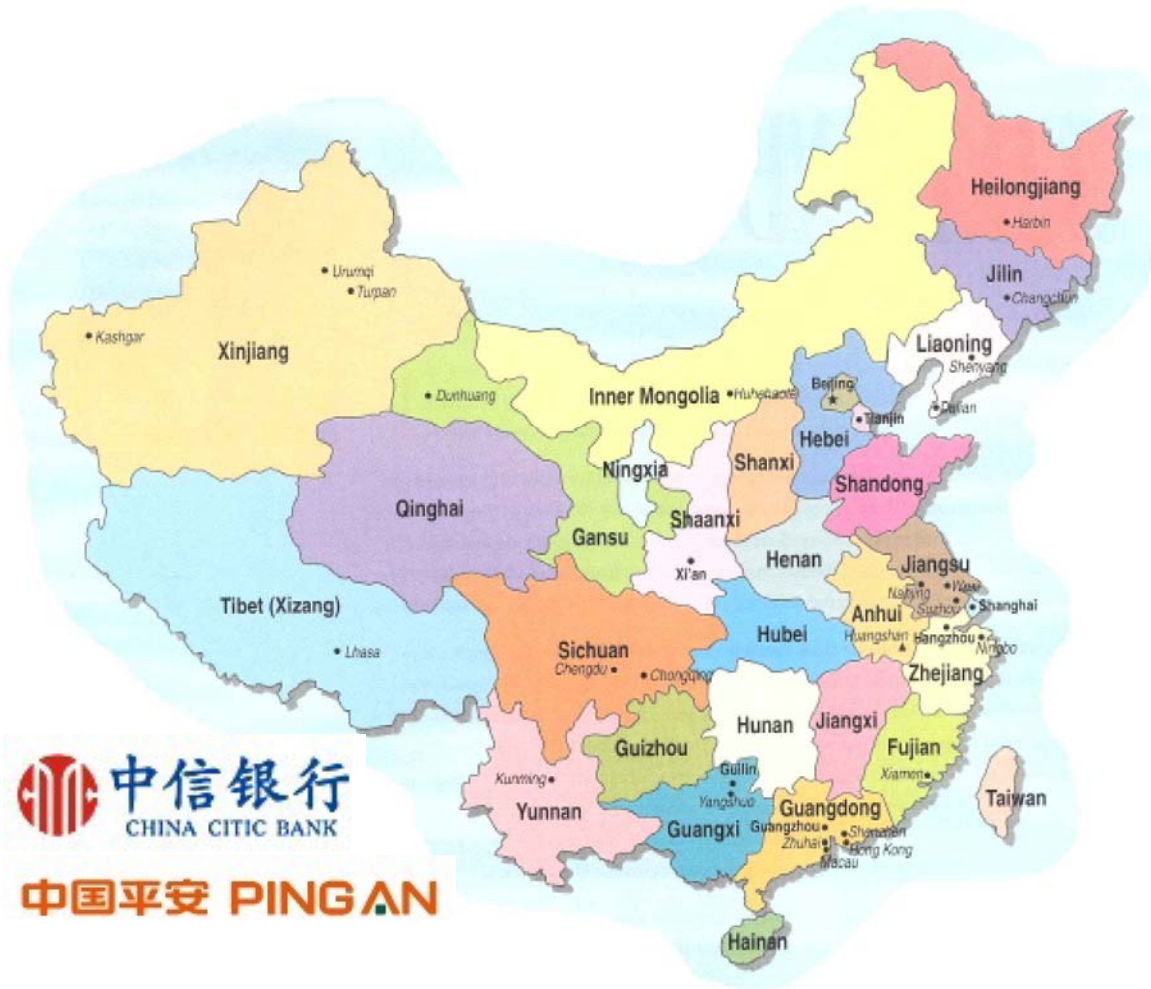 Heilongjiang
Harbin
Jilin
Changchun
Urumqi
Turpan
Kashgar
Xinjiang
Liaoning
Shenyang
Dunhuang
Inner Mongolia
Huhehaote
Beijing
Dalian
Tianjin
Hebei
Ningxia
Shanxi
Shandong
Qinghai
Gansu
Shaanxi
Xi'an
Henan
Jiangsu
Nanjing
Wuxi
Suzhou
Shanghai
Tibet (Xizang)
Lhasa
Anhui
Huangshan
Hubei
Hangzhou
Ningbo
Sichuan
Chengdu
Chongqing
Zhejiang
Hunan
Jiangxi
Guizhou
Fujian
Xiamen
Kunming
Yunnan
Guilin
Yangshuo
Guangxi
Guangdong
Guangzhou
Shenzhen
Zhuhai
Hong Kong
Macau
Taiwan
Hainan
中信银行
CHINA CITIC BANK
中国平安 PINGAN